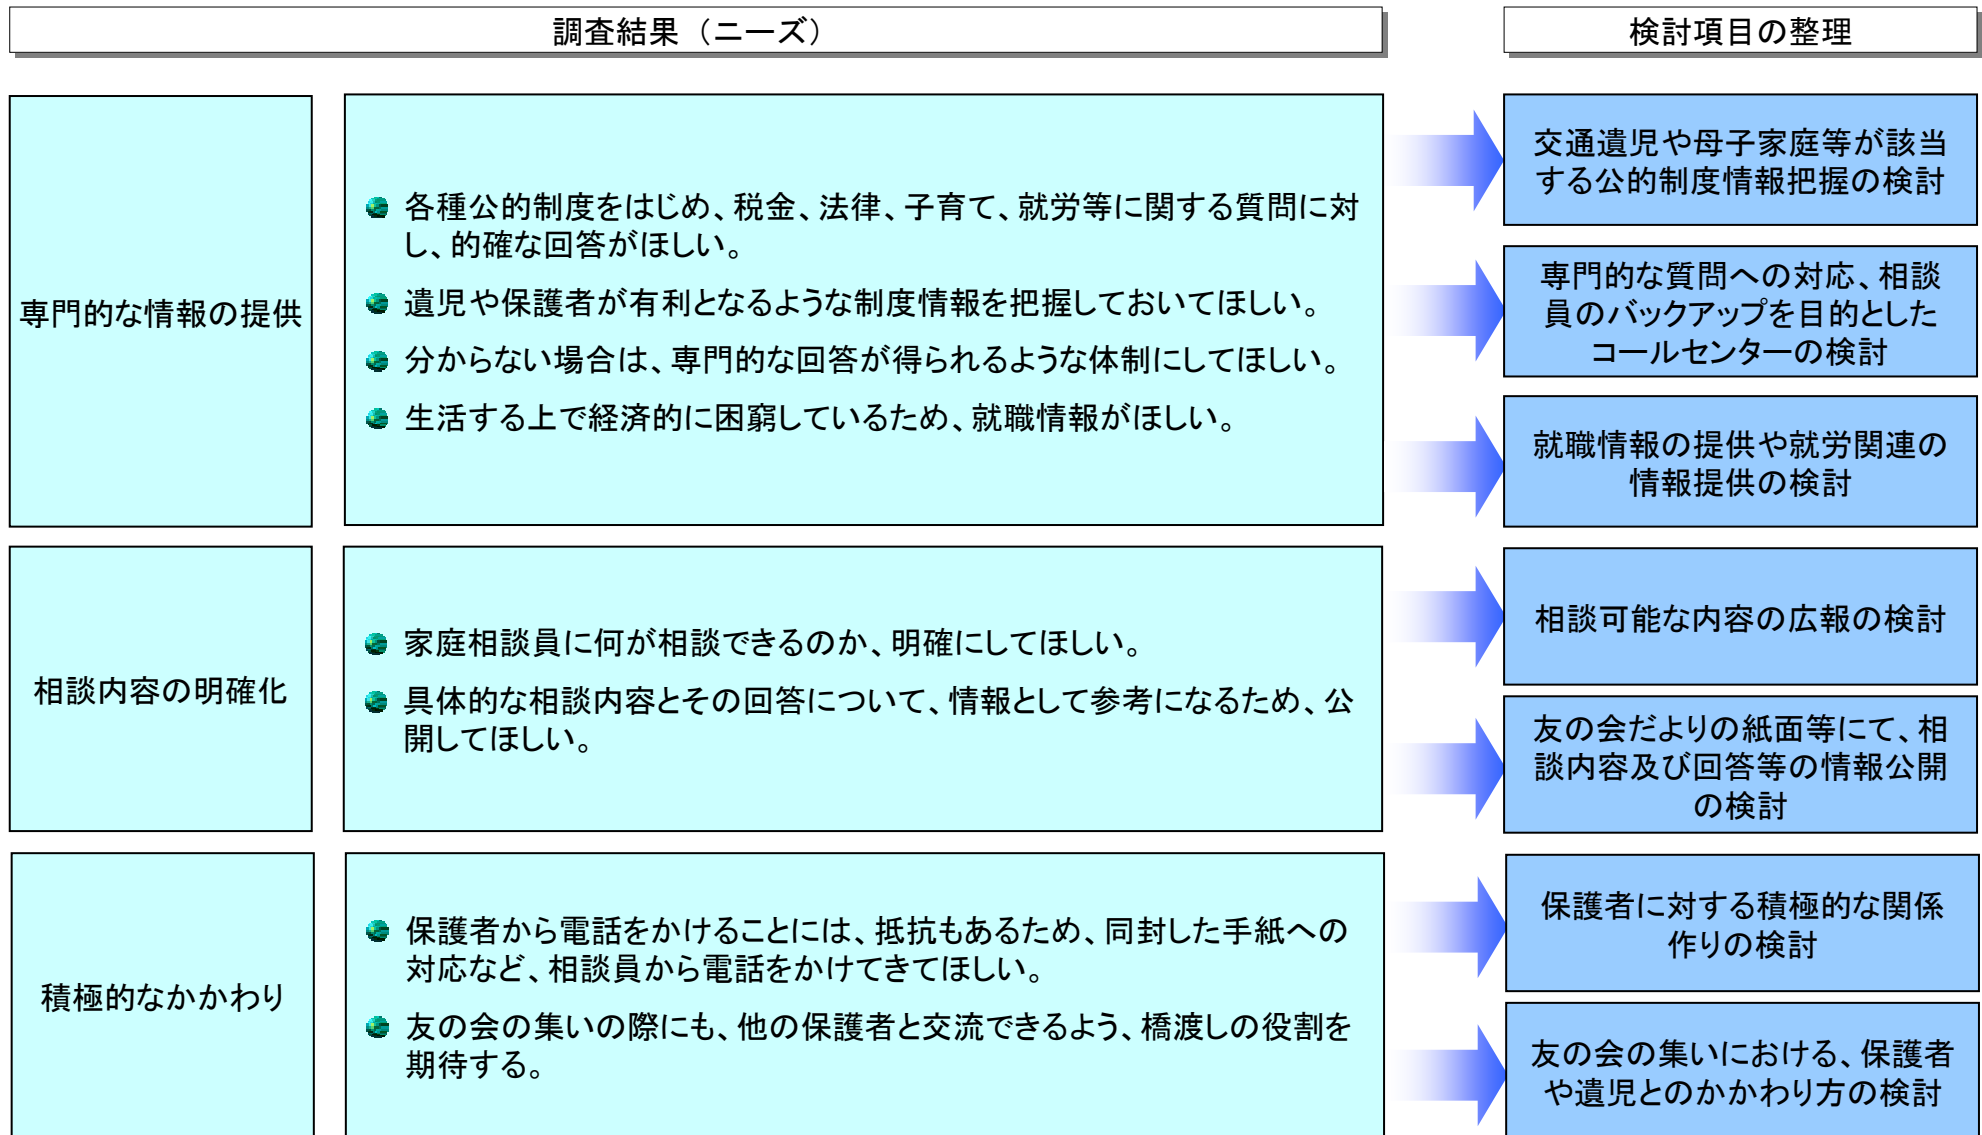 調査結果（ニーズ）
検討項目の整理
専門的な情報の提供
各種公的制度をはじめ、税金、法律、子育て、就労等に関する質問に対
し、的確な回答がほしい。
遺児や保護者が有利となるような制度情報を把握しておいてほしい。
分からない場合は、専門的な回答が得られるような体制にしてほしい。
生活する上で経済的に困窮しているため、就職情報がほしい。
交通遺児や母子家庭等が該当
する公的制度情報把握の検討
専門的な質問への対応、相談
員のバックアップを目的とした
コールセンターの検討
就職情報の提供や就労関連の
情報提供の検討
相談内容の明確化
家庭相談員に何が相談できるのか、明確にしてほしい。
具体的な相談内容とその回答について、情報として参考になるため、公
開してほしい。
相談可能な内容の広報の検討
友の会だよりの紙面等にて、相
談内容及び回答等の情報公開
の検討
積極的なかかわり
保護者から電話をかけることには、抵抗もあるため、同封した手紙への
対応など、相談員から電話をかけてきてほしい。
友の会の集いの際にも、他の保護者と交流できるよう、橋渡しの役割を
期待する。
保護者に対する積極的な関係
作りの検討
友の会の集いにおける、保護者
や遺児とのかかわり方の検討